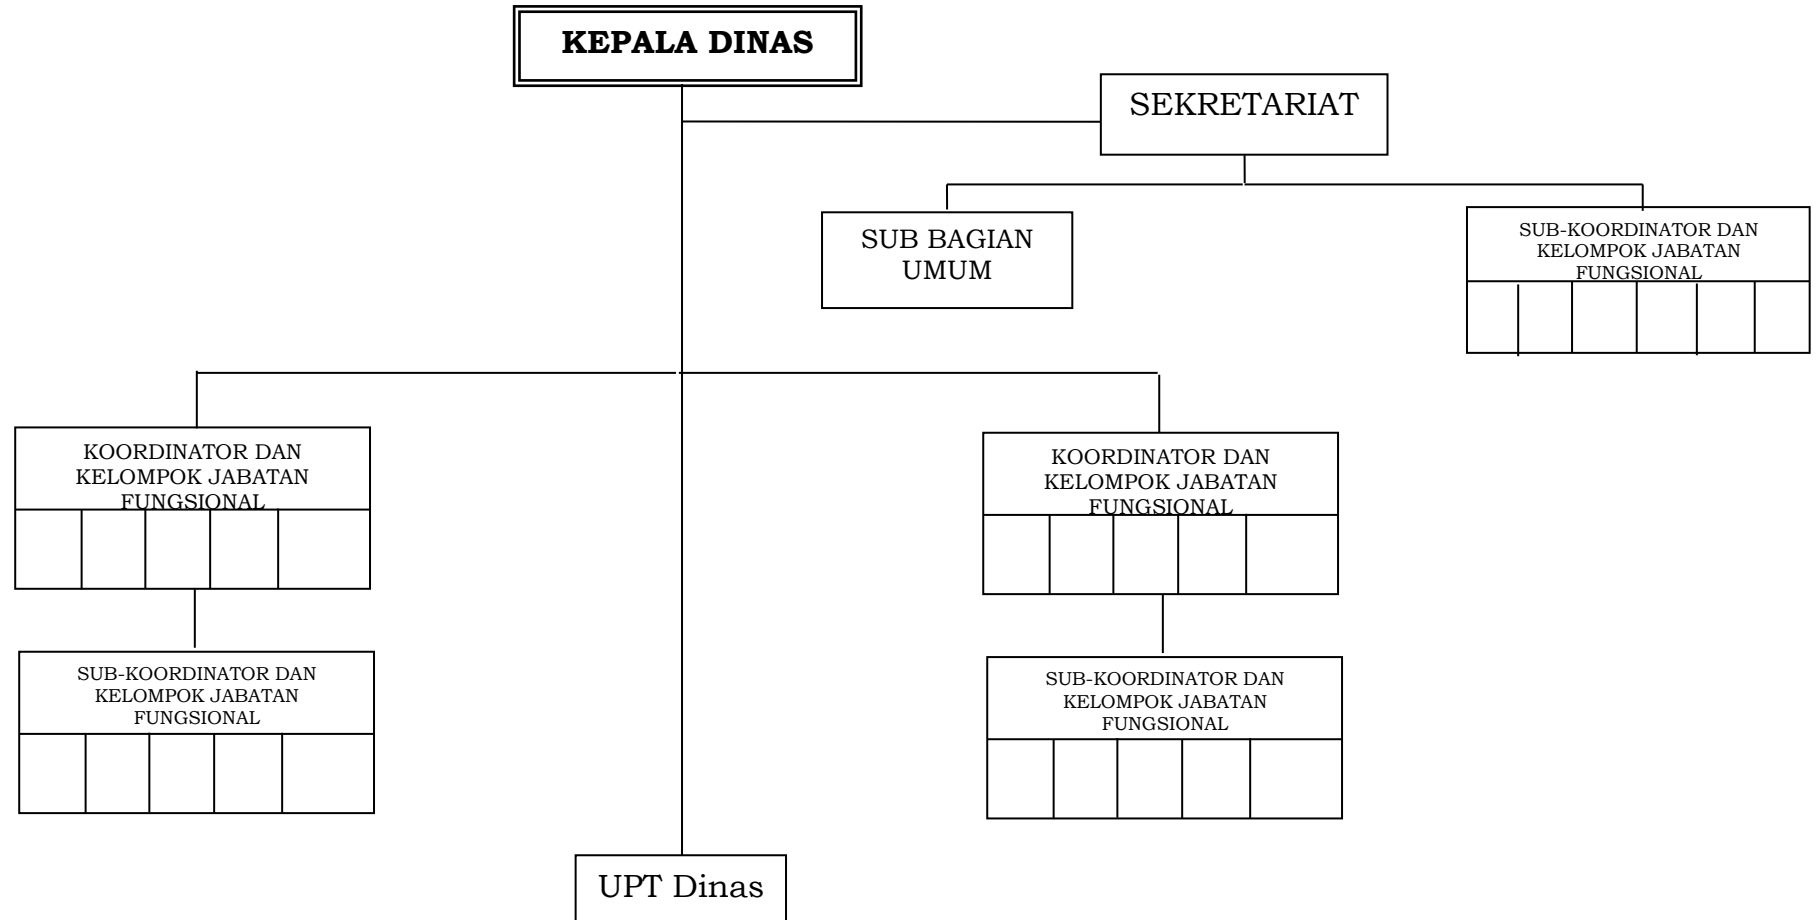 KEPALA DINAS
SEKRETARIAT
SUB BAGIAN
UMUM
SUB-KOORDINATOR DAN
KELOMPOK JABATAN
FUNGSIONAL
KOORDINATOR DAN
KELOMPOK JABATAN
FUNGSIONAL
KOORDINATOR DAN
KELOMPOK JABATAN
FUNGSIONAL
SUB-KOORDINATOR DAN
KELOMPOK JABATAN
FUNGSIONAL
SUB-KOORDINATOR DAN
KELOMPOK JABATAN
FUNGSIONAL
UPT Dinas